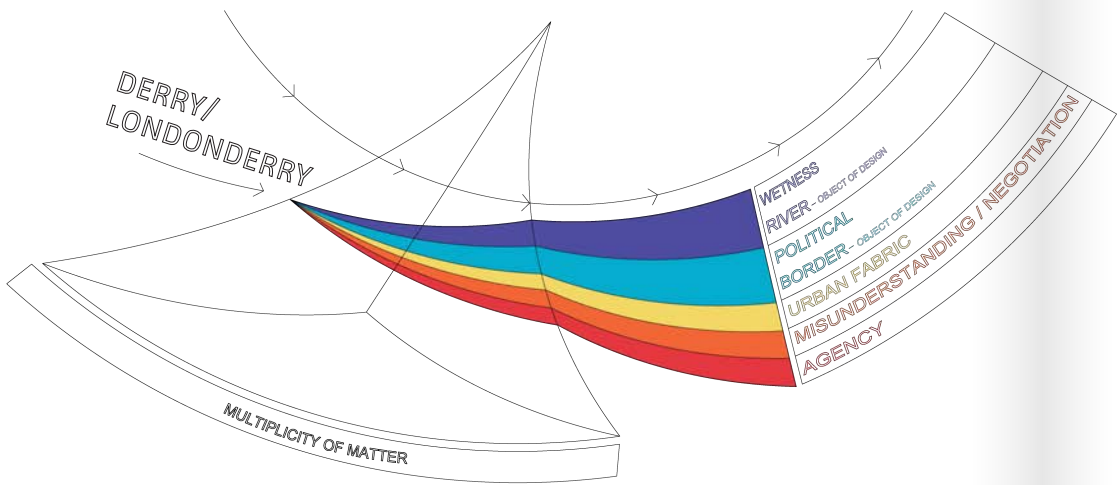 DERRY/
LONDONDERRY
WETNESS
RIVER - OBJECT OF DESIGN
POLITICAL
BORDER - OBJECT OF DESIGN
URBAN FABRIC
MISUNDERSTANDING / NEGOTIATION
AGENCY
MULTIPLICITY OF MATTER